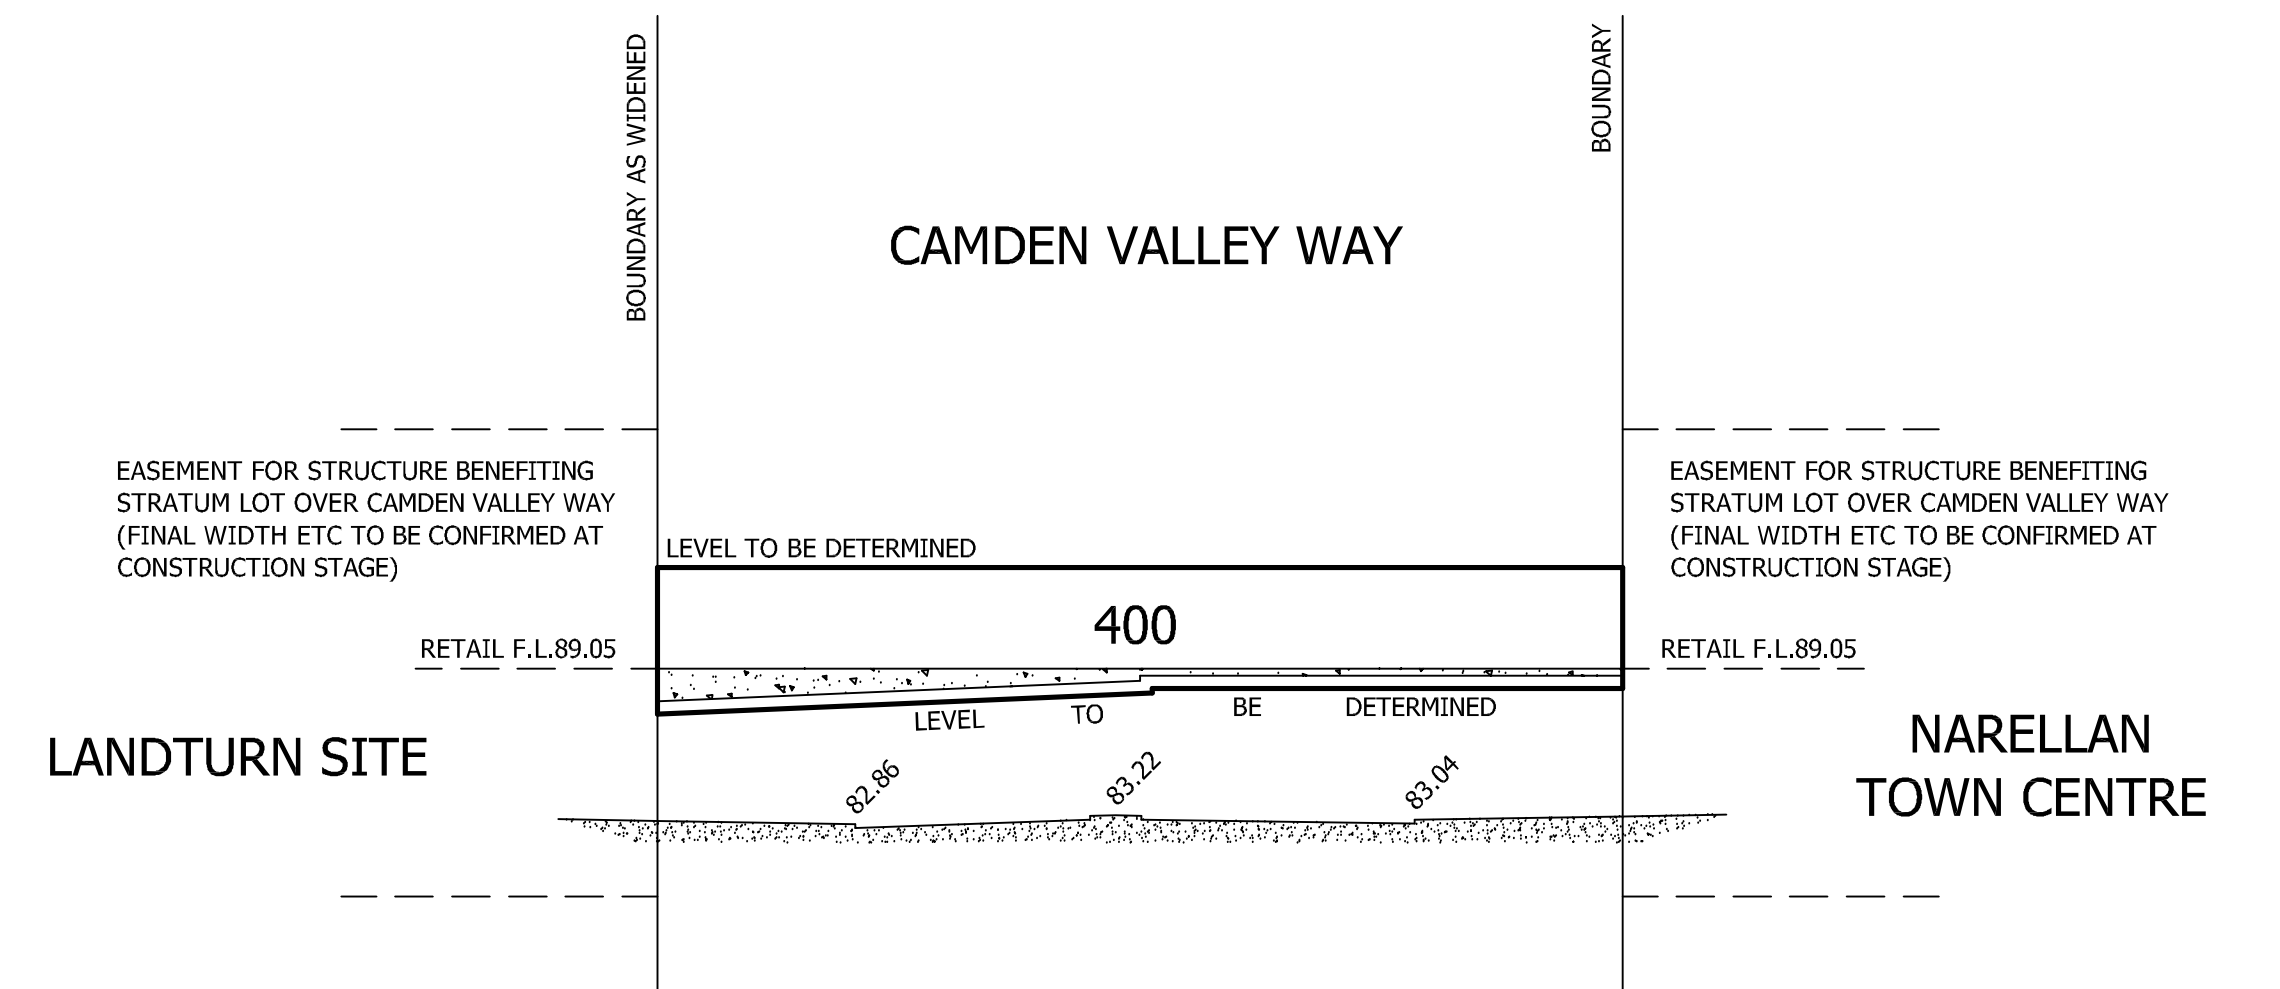 BOUNDARY AS WIDENED
BOUNDARY
CAMDEN VALLEY WAY
EASEMENT FOR STRUCTURE BENEFITING
STRATUM LOT OVER CAMDEN VALLEY WAY
(FINAL WIDTH ETC TO BE CONFIRMED AT
CONSTRUCTION STAGE)
EASEMENT FOR STRUCTURE BENEFITING
STRATUM LOT OVER CAMDEN VALLEY WAY
(FINAL WIDTH ETC TO BE CONFIRMED AT
CONSTRUCTION STAGE)
LEVEL TO BE DETERMINED
400
RETAIL F.L.89.05
RETAIL F.L.89.05
LEVEL TO BE DETERMINED
LANDTURN SITE
NARELLAN
TOWN CENTRE
82.86
83.22
83.04